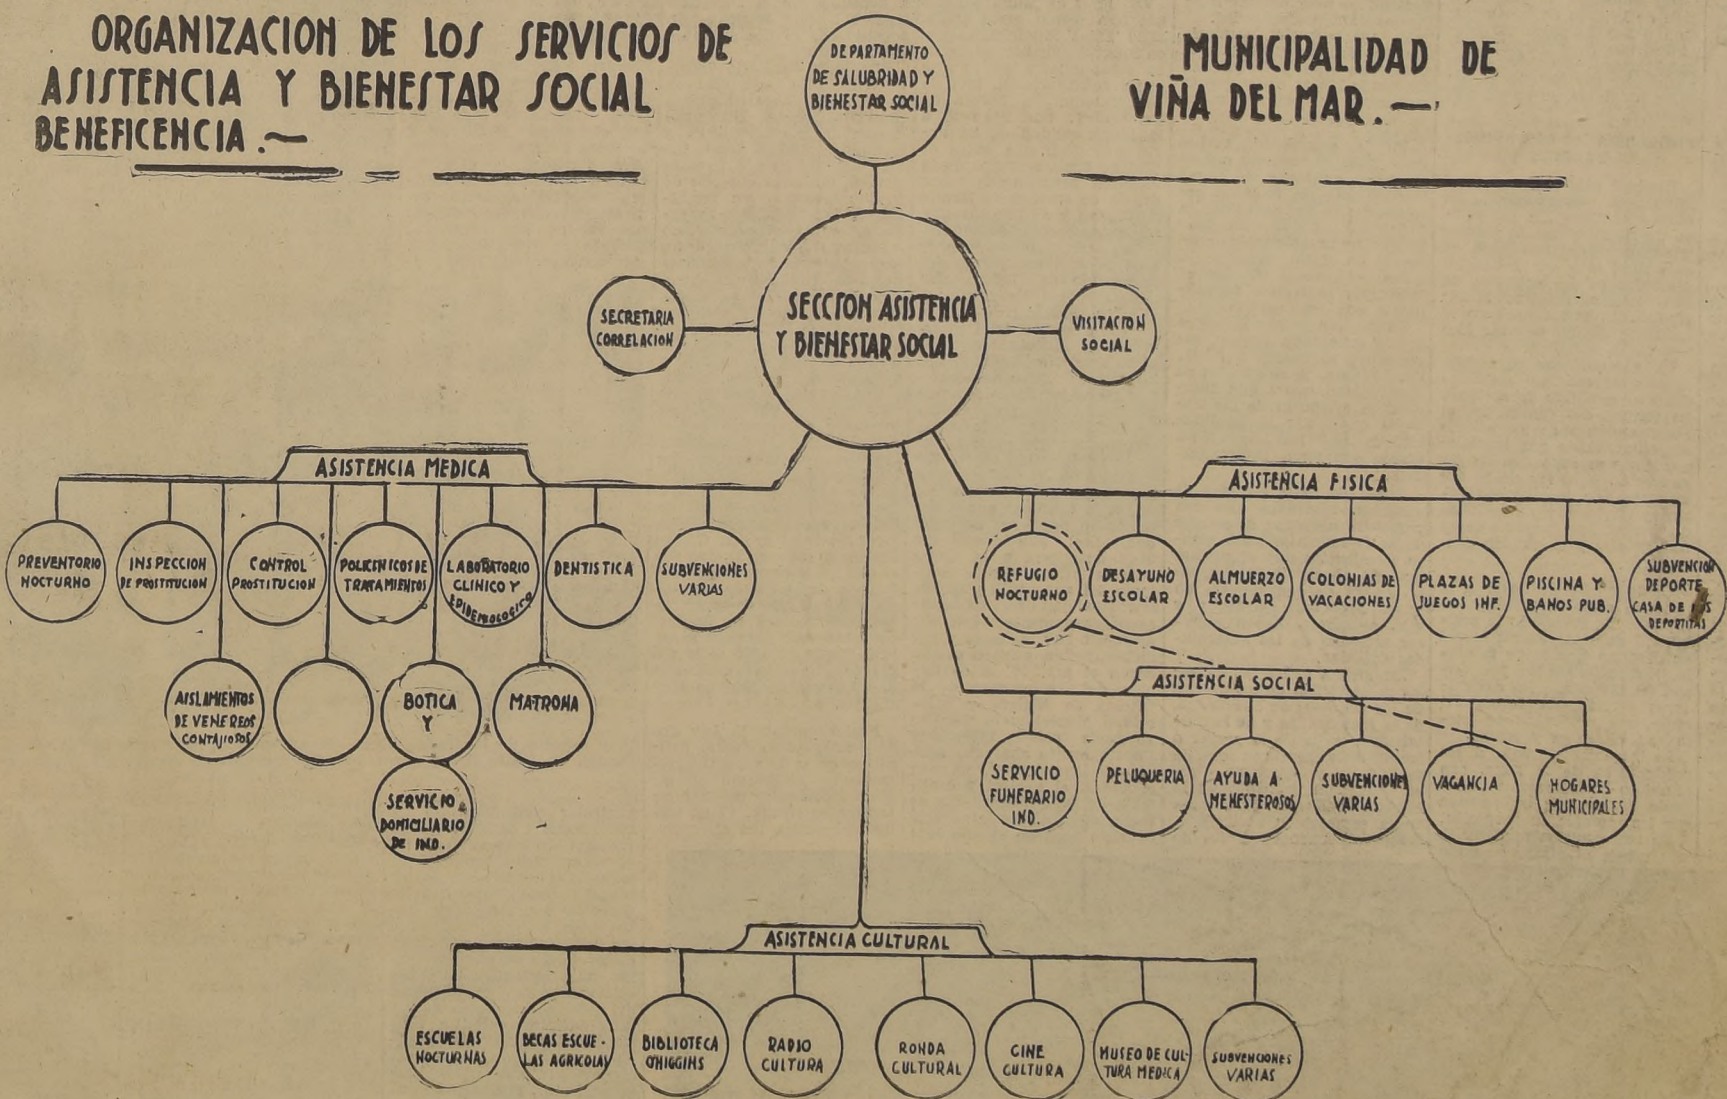 ORGANIZACION DE LOS SERVICIOS DE
ASISTENCIA Y BIENESTAR SOCIAL
BENEFICENCIA.—
DEPARTAMENTO
DE SALUBRIDAD Y
BIENESTAR SOCIAL
MUNICIPALIDAD DE
VIÑA DEL MAR.—
SECRETARIA
CORRELACION
SECCION ASISTENCIA
Y BIENESTAR SOCIAL
VISITACION
SOCIAL
ASISTENCIA MEDICA
PREVENTORIO
NOCTURNO
INSPECCION
DE PROSTITUCION
CONTROL
PROSTITUCION
POLICINICOS DE
TRATAMIENTOS
LABORATORIO
CLINICO Y
EPIDEMOLOGICO
DENTISTICA
SUBVENCIONES
VARIAS
AISLAMIENTOS
DE VENEREOS
CONTAJIOSOS
BOTICA
Y
MATRONA
SERVICIO
DOMICILIARIO
DE IND.
ASISTENCIA FISICA
REFUGIO
NOCTURNO
DESAYUNO
ESCOLAR
ALMUERZO
ESCOLAR
COLONIAS DE
VACACIONES
PLAZAS DE
JUEGOS INF.
PISCINA Y
BANOS PUB.
SUBVENCION
DEPORTE
CASA DE
DEPORTITAS
ASISTENCIA SOCIAL
SERVICIO
FUNERARIO
IND.
PELUQUERIA
AYUDA A
MENESTEROSOS
SUBVENCIONES
VARIAS
VAGANCIA
HOGARES
MUNICIPALES
ASISTENCIA CULTURAL
ESCUELAS
NOCTURNAS
BECAS ESCUE-
LAS AGRICOLAS
BIBLIOTECA
O'HIGGINS
RADIO
CULTURA
RONDA
CULTURAL
CINE
CULTURA
MUSEO DE CUL-
TURA MEDICA
SUBVENCIONES
VARIAS